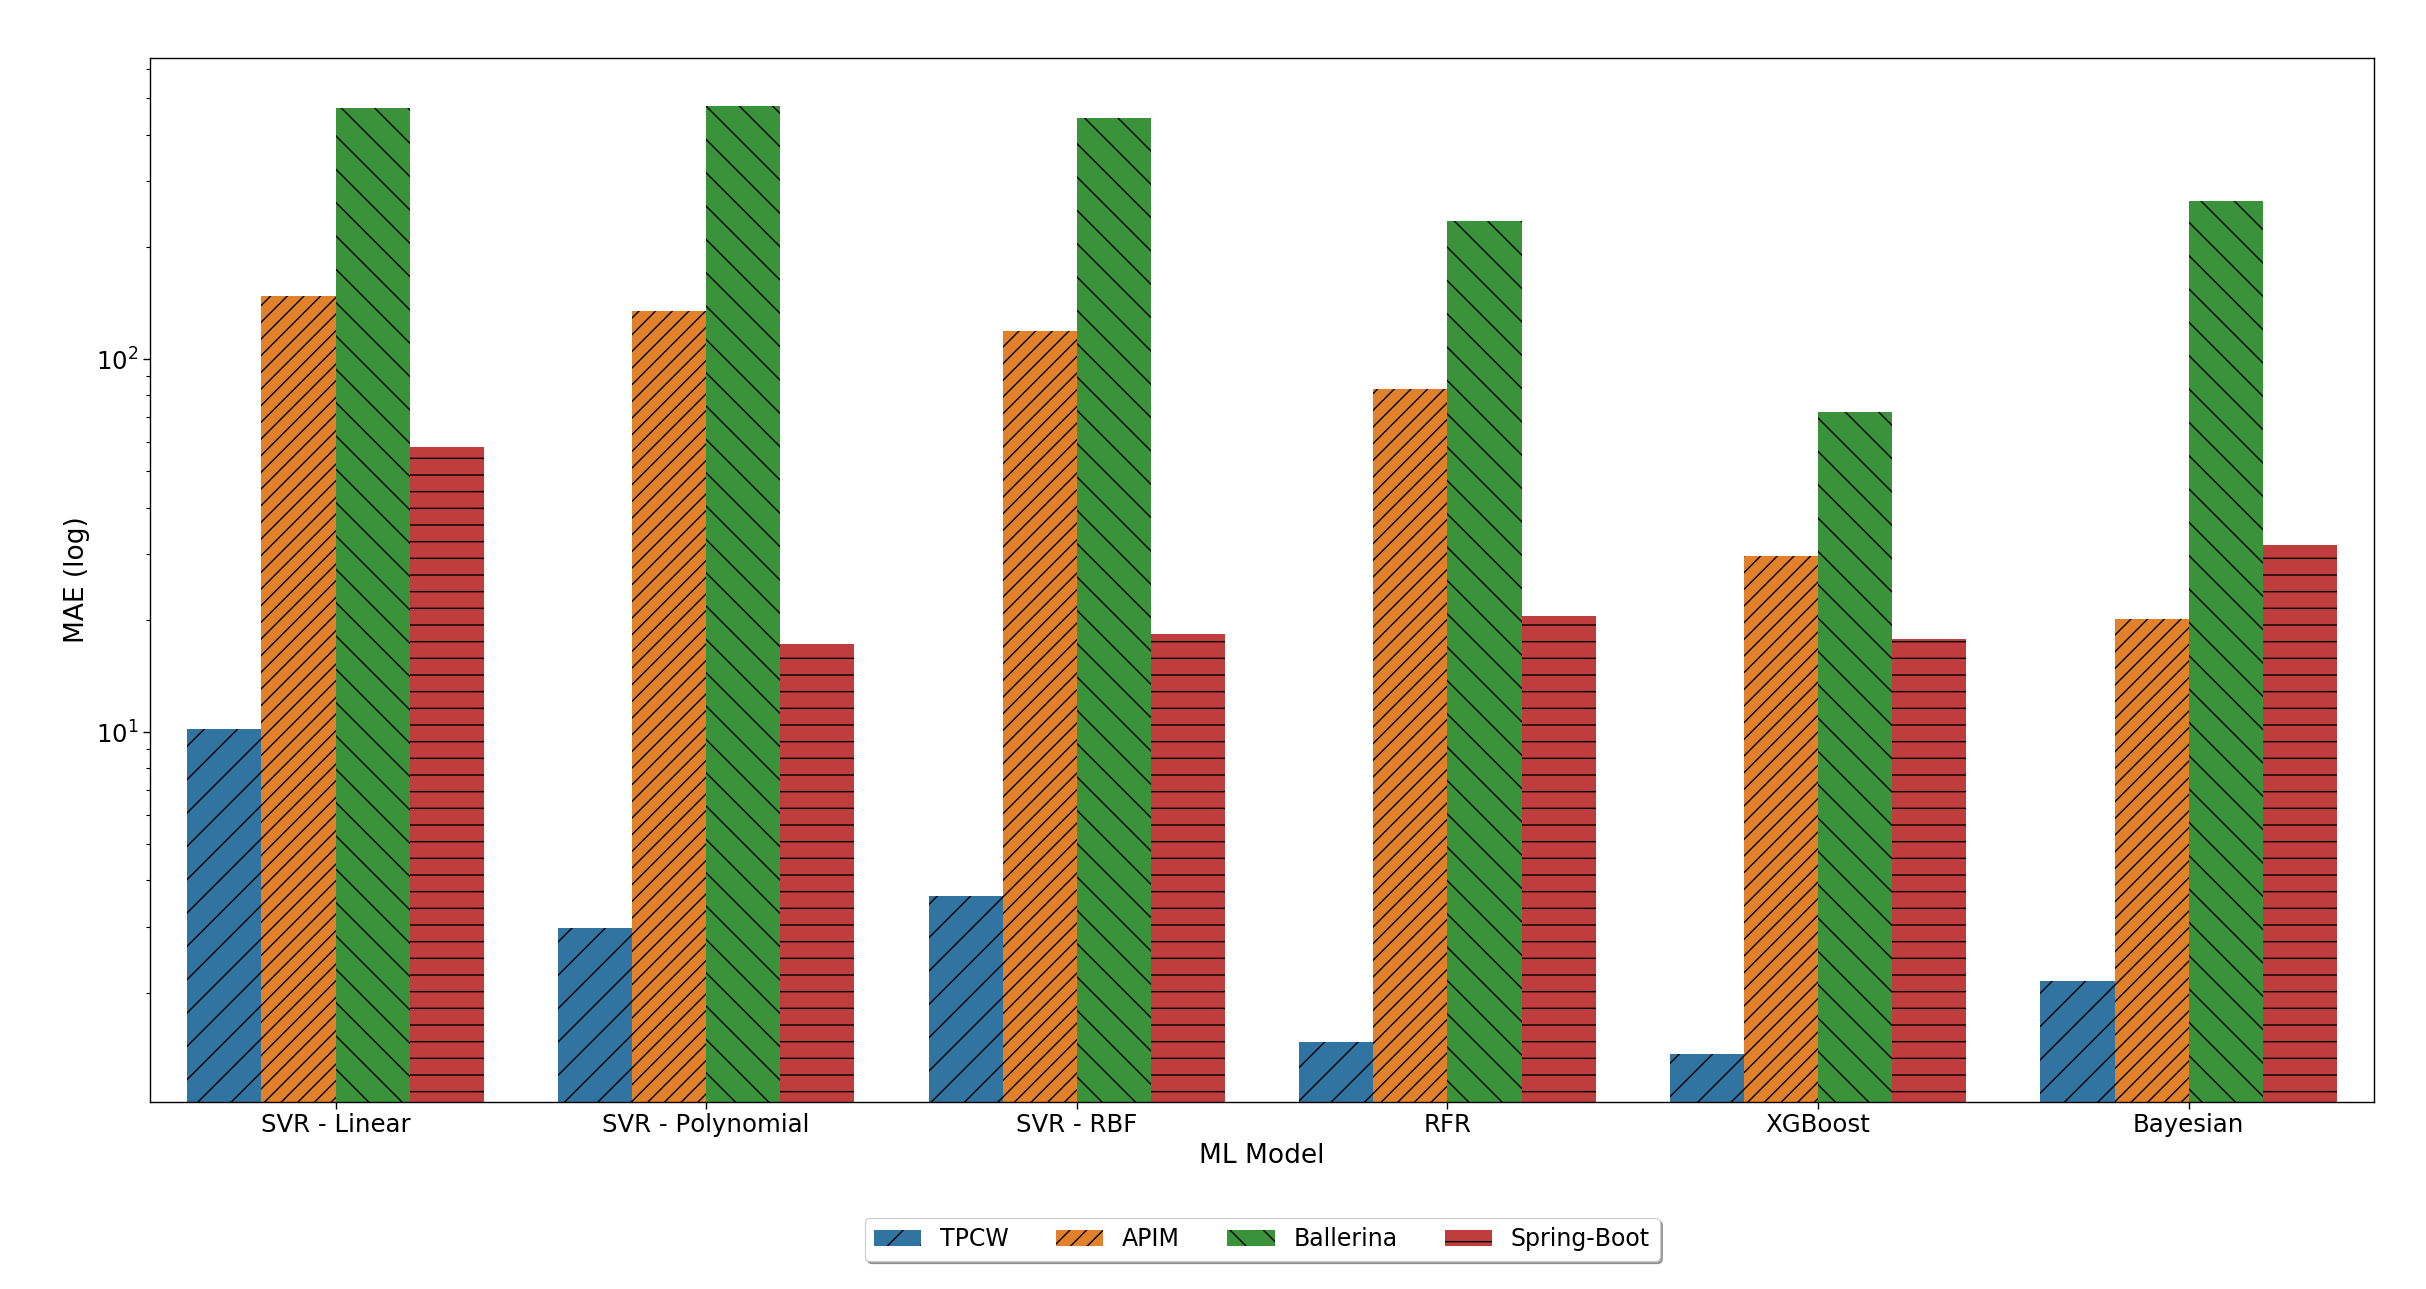 MAE (log)
10²
10¹
SVR - Linear
SVR - Polynomial
SVR - RBF
RFR
XGBoost
Bayesian
ML Model
TPCW
APIM
Ballerina
Spring-Boot